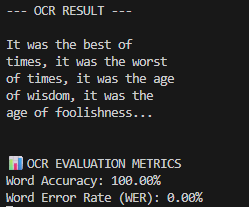 --- OCR RESULT ---
It was the best of
times, it was the worst
of times, it was the age
of wisdom, it was the
age of foolishness...
📊 OCR EVALUATION METRICS
Word Accuracy: 100.00%
Word Error Rate (WER): 0.00%